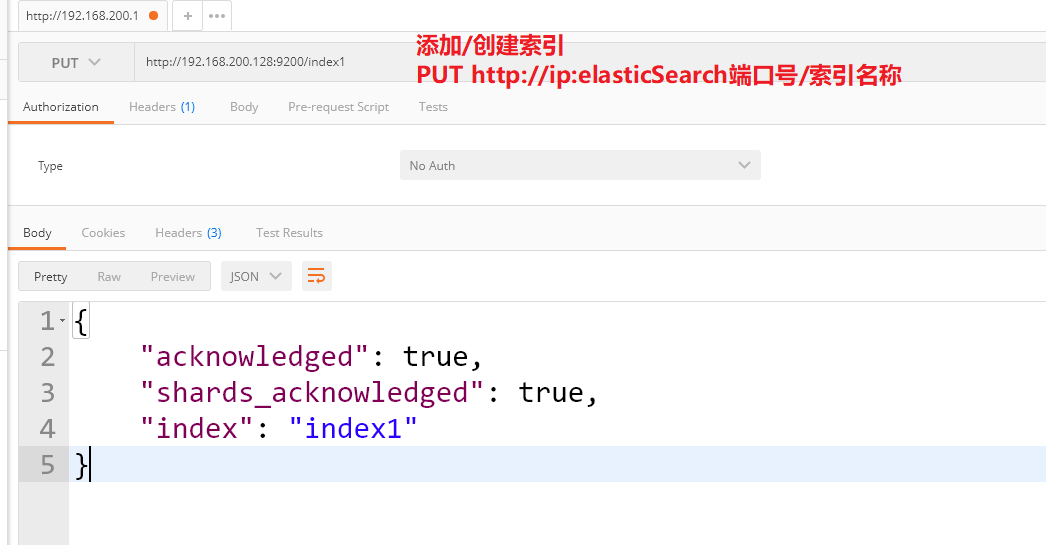 http://192.168.200.1
+ •••
添加/创建索引
PUT http://192.168.200.128:9200/index1
PUT http://ip:elasticSearch端口号/索引名称
Authorization Headers (1) Body Pre-request Script Tests
Type No Auth
Body Cookies Headers (3) Test Results
Pretty Raw Preview JSON
1 {
2 "acknowledged": true,
3 "shards_acknowledged": true,
4 "index": "index1"
5 }